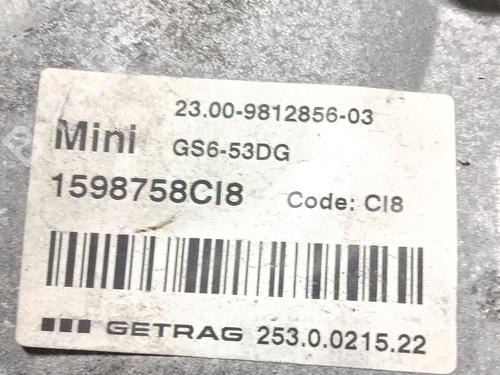 23.00-9812856-03
Mini GS6-53DG
1598758CI8 Code: CI8
GETRAG 253.0.0215.22